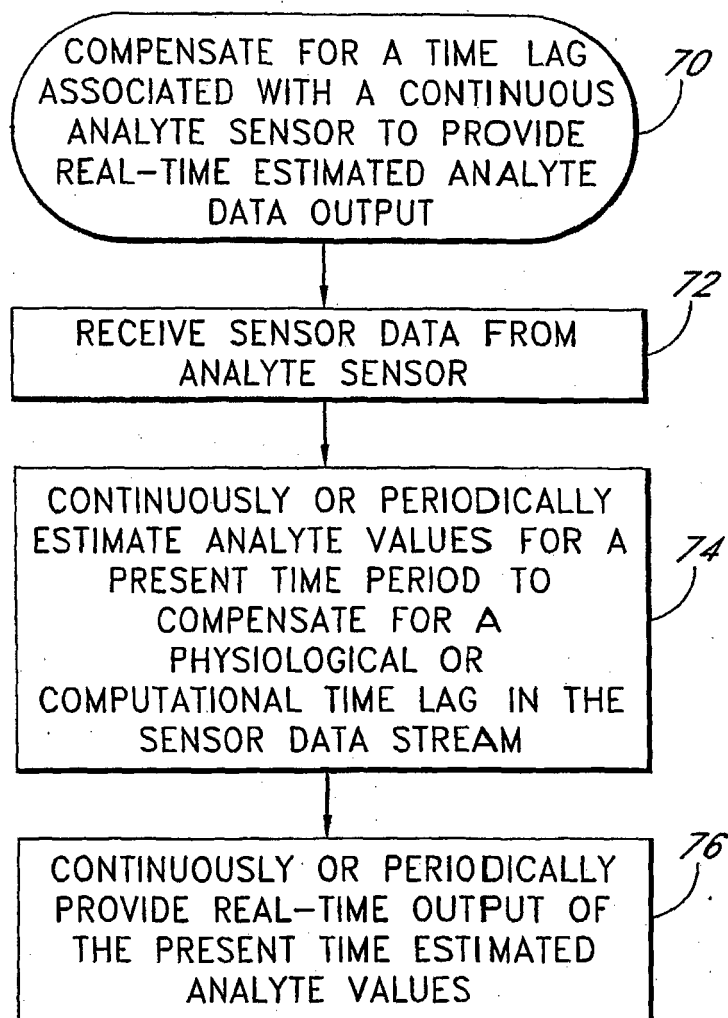 COMPENSATE FOR A TIME LAG
ASSOCIATED WITH A CONTINUOUS
ANALYTE SENSOR TO PROVIDE
REAL-TIME ESTIMATED ANALYTE
DATA OUTPUT
70
RECEIVE SENSOR DATA FROM
ANALYTE SENSOR
72
CONTINUOUSLY OR PERIODICALLY
ESTIMATE ANALYTE VALUES FOR A
PRESENT TIME PERIOD TO
COMPENSATE FOR A
PHYSIOLOGICAL OR
COMPUTATIONAL TIME LAG IN THE
SENSOR DATA STREAM
74
CONTINUOUSLY OR PERIODICALLY
PROVIDE REAL-TIME OUTPUT OF
THE PRESENT TIME ESTIMATED
ANALYTE VALUES
76